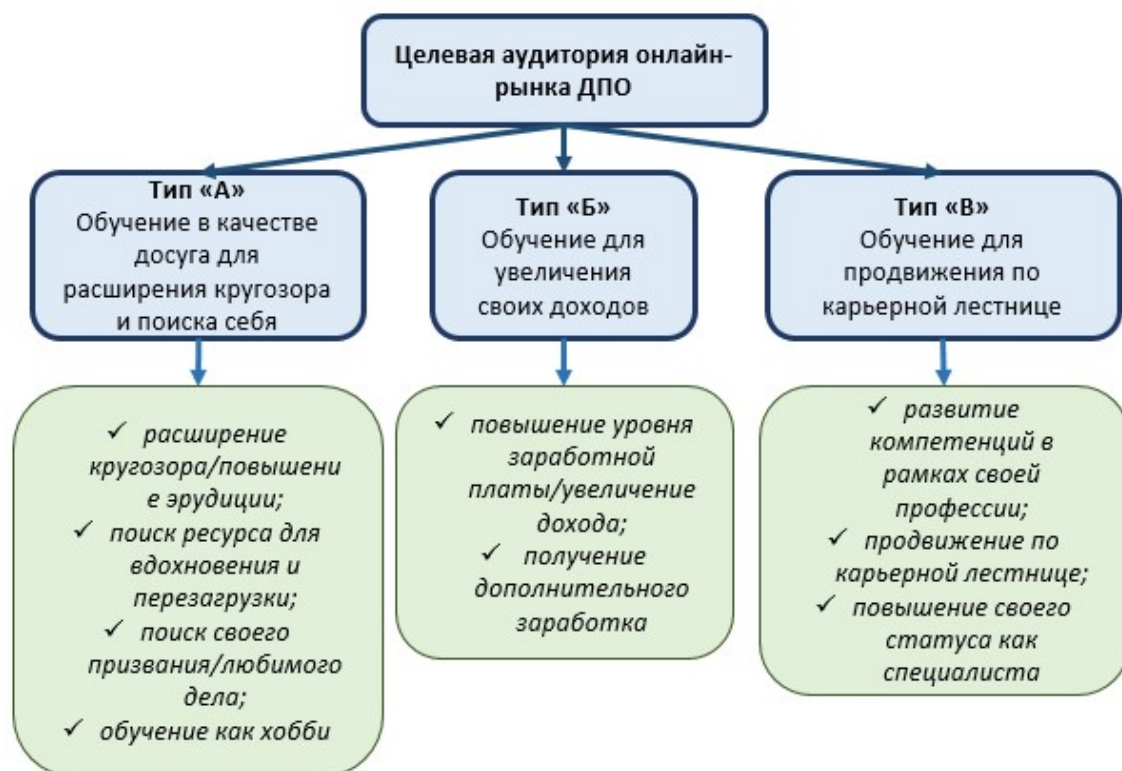 Целевая аудитория онлайн-
рынка ДПО
Тип «А»
Обучение в качестве
досуга для
расширения кругозора
и поиска себя
Тип «Б»
Обучение для
увеличения
своих доходов
Тип «В»
Обучение для
продвижения по
карьерной лестнице
✓ расширение
кругозора/повышени
е эрудиции;
✓ поиск ресурса для
вдохновения и
перезагрузки;
✓ поиск своего
призвания/любимого
дела;
✓ обучение как хобби
✓ повышение уровня
заработной
платы/увеличение
дохода;
✓ получение
дополнительного
заработка
✓ развитие
компетенций в
рамках своей
профессии;
✓ продвижение по
карьерной лестнице;
✓ повышение своего
статуса как
специалиста